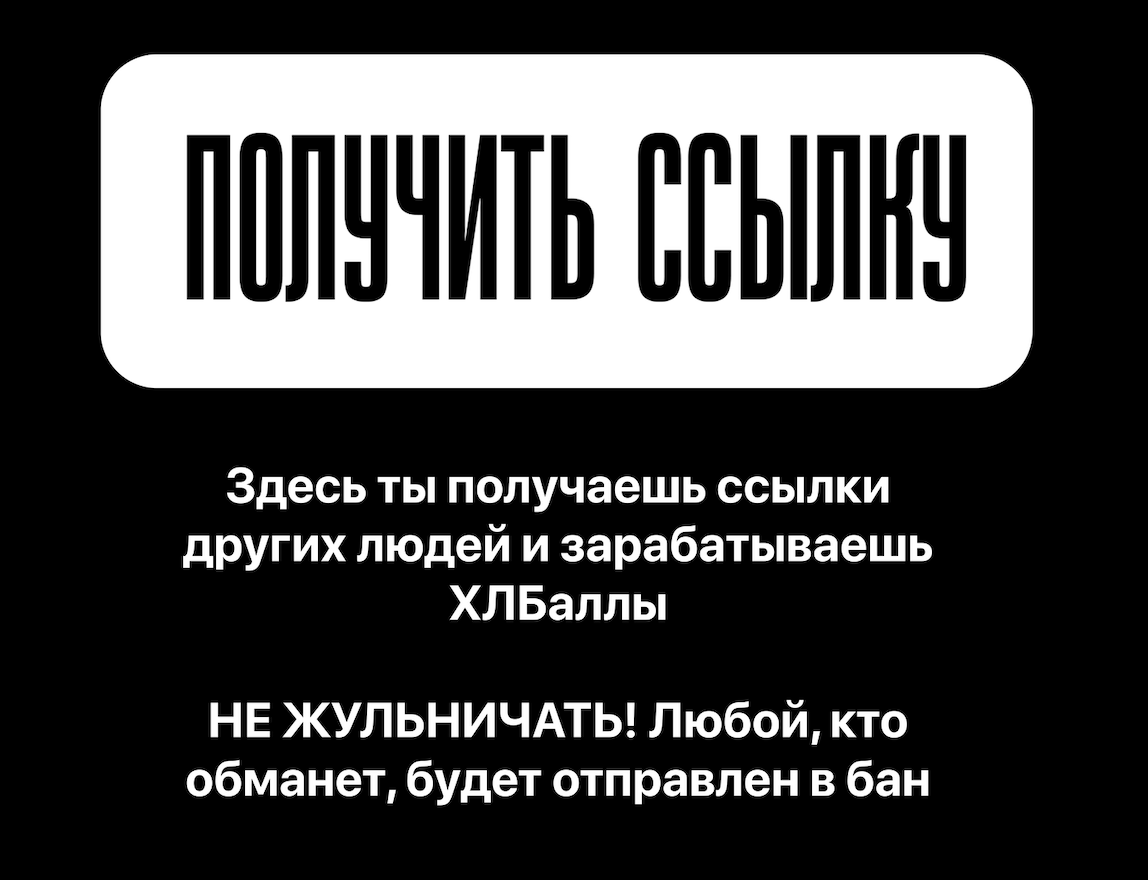 ПОЛУЧИТЬ ССЫЛКУ
Здесь ты получаешь ссылки
других людей и зарабатываешь
ХЛБаллы
НЕ ЖУЛЬНИЧАТЬ! Любой, кто
обманет, будет отправлен в бан